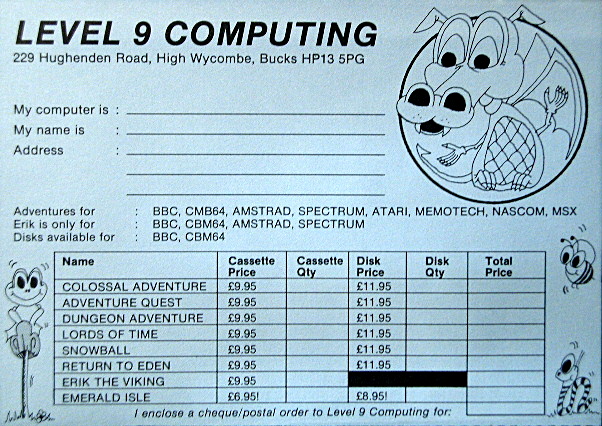 LEVEL 9 COMPUTING
229 Hughenden Road, High Wycombe, Bucks HP13 5PG
My computer is :
My name is :
Address :
Adventures for : BBC, CMB64, AMSTRAD, SPECTRUM, ATARI, MEMOTECH, NASCOM, MSX
Erik is only for : BBC, CBM64, AMSTRAD, SPECTRUM
Disks available for : BBC, CBM64
Name Cassette Price Cassette Qty Disk Price Disk Qty Total Price
COLOSSAL ADVENTURE £9.95 £11.95
ADVENTURE QUEST £9.95 £11.95
DUNGEON ADVENTURE £9.95 £11.95
LORDS OF TIME £9.95 £11.95
SNOWBALL £9.95 £11.95
RETURN TO EDEN £9.95 £11.95
ERIK THE VIKING £9.95
EMERALD ISLE £6.95! £8.95!
I enclose a cheque/postal order to Level 9 Computing for: